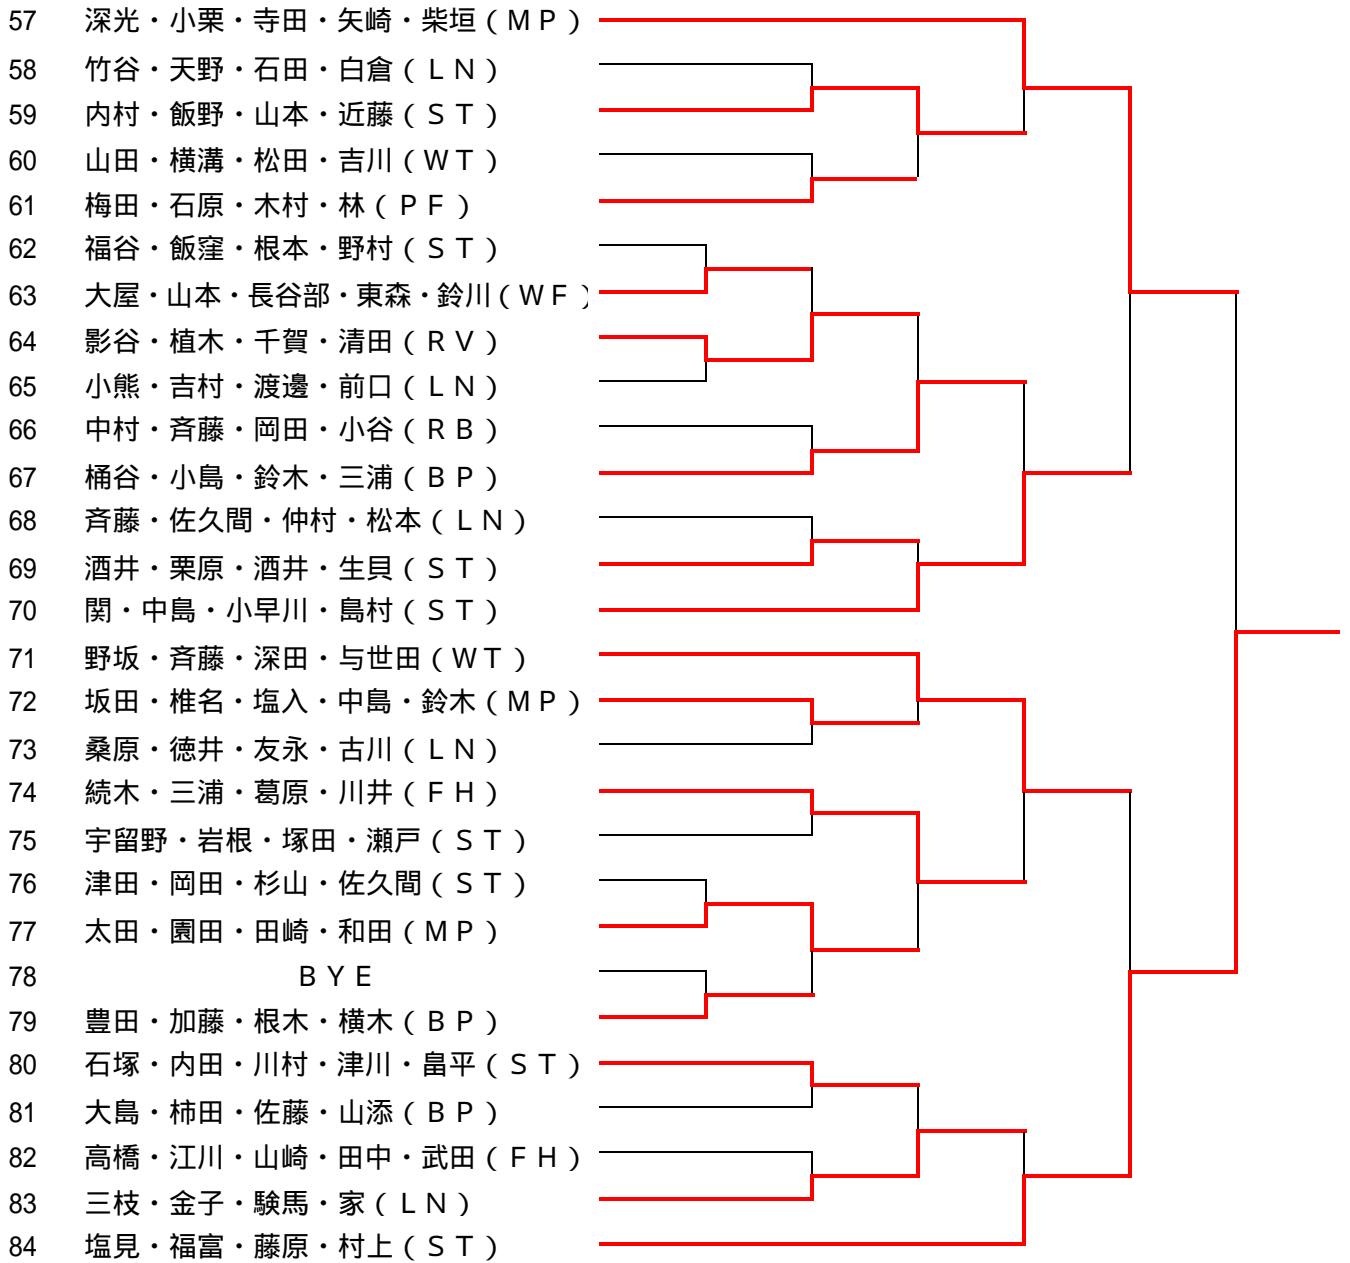 57 深光・小栗・寺田・矢崎・柴垣（ＭＰ）
58 竹谷・天野・石田・白倉（ＬＮ）
59 内村・飯野・山本・近藤（ＳＴ）
60 山田・横溝・松田・吉川（ＷＴ）
61 梅田・石原・木村・林（ＰＦ）
62 福谷・飯窪・根本・野村（ＳＴ）
63 大屋・山本・長谷部・東森・鈴川（ＷＦ）
64 影谷・植木・千賀・清田（ＲＶ）
65 小熊・吉村・渡邊・前口（ＬＮ）
66 中村・斉藤・岡田・小谷（ＲＢ）
67 桶谷・小島・鈴木・三浦（ＢＰ）
68 斉藤・佐久間・仲村・松本（ＬＮ）
69 酒井・栗原・酒井・生貝（ＳＴ）
70 関・中島・小早川・島村（ＳＴ）
71 野坂・斉藤・深田・与世田（ＷＴ）
72 坂田・椎名・塩入・中島・鈴木（ＭＰ）
73 桑原・徳井・友永・古川（ＬＮ）
74 続木・三浦・葛原・川井（ＦＨ）
75 宇留野・岩根・塚田・瀬戸（ＳＴ）
76 津田・岡田・杉山・佐久間（ＳＴ）
77 太田・園田・田崎・和田（ＭＰ）
78 ＢＹＥ
79 豊田・加藤・根木・横木（ＢＰ）
80 石塚・内田・川村・津川・畠平（ＳＴ）
81 大島・柿田・佐藤・山添（ＢＰ）
82 高橋・江川・山崎・田中・武田（ＦＨ）
83 三枝・金子・験馬・家（ＬＮ）
84 塩見・福富・藤原・村上（ＳＴ）